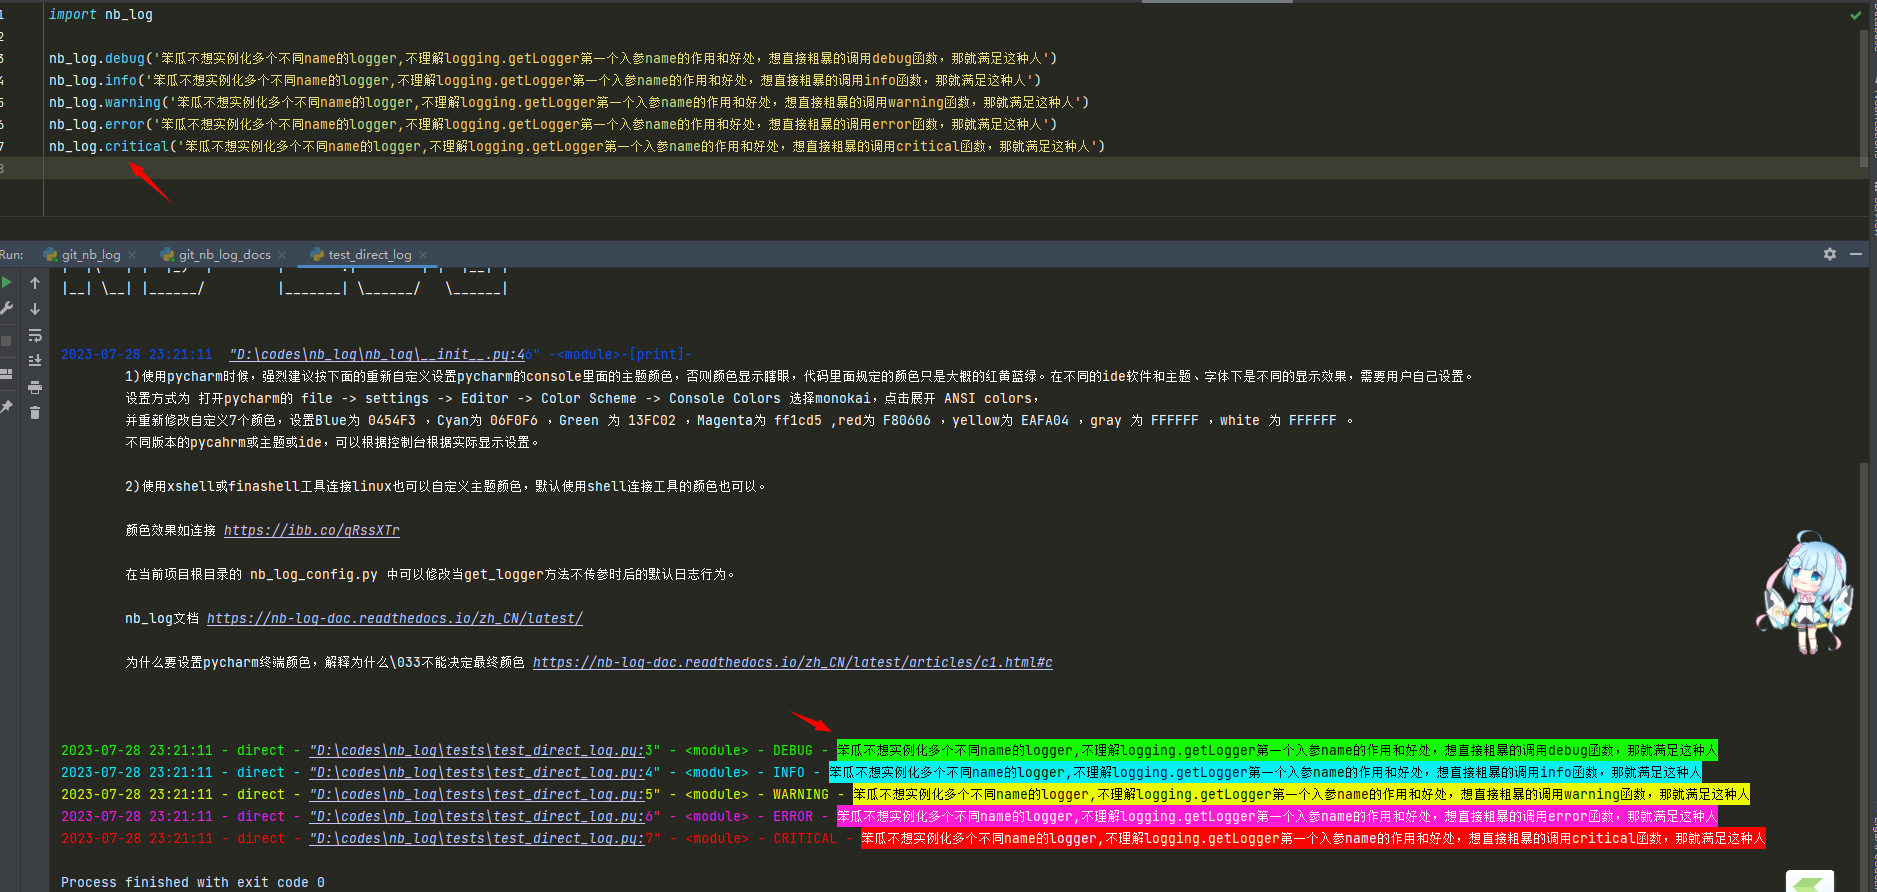 1 import nb_log
2
3 nb_log.debug('笨瓜不想实例化多个不同name的logger,不理解logging.getLogger第一个入参name的作用和好处，想直接粗暴的调用debug函数，那就满足这种人')
4 nb_log.info('笨瓜不想实例化多个不同name的logger,不理解logging.getLogger第一个入参name的作用和好处，想直接粗暴的调用info函数，那就满足这种人')
5 nb_log.warning('笨瓜不想实例化多个不同name的logger,不理解logging.getLogger第一个入参name的作用和好处，想直接粗暴的调用warning函数，那就满足这种人')
6 nb_log.error('笨瓜不想实例化多个不同name的logger,不理解logging.getLogger第一个入参name的作用和好处，想直接粗暴的调用error函数，那就满足这种人')
7 nb_log.critical('笨瓜不想实例化多个不同name的logger,不理解logging.getLogger第一个入参name的作用和好处，想直接粗暴的调用critical函数，那就满足这种人')
8
Run: git_nb_log git_nb_log_docs test_direct_log
|__| \__| |______/ |_______| \______/ \______|
2023-07-28 23:21:11 "D:\codes\nb_log\nb_log\__init__.py:46" -<module>-[print]-
1)使用pycharm时候，强烈建议按下面的重新自定义设置pycharm的console里面的主题颜色，否则颜色显示瞎眼，代码里面规定的颜色只是大概的红黄蓝绿。在不同的ide软件和主题、字体下是不同的显示效果，需要用户自己设置。
设置方式为 打开pycharm的 file -> settings -> Editor -> Color Scheme -> Console Colors 选择monokai，点击展开 ANSI colors，
并重新修改自定义7个颜色，设置Blue为 0454F3 ，Cyan为 06F0F6 ，Green 为 13FC02 ，Magenta为 ff1cd5 ,red为 F80606 ，yellow为 EAFA04 ，gray 为 FFFFFF ，white 为 FFFFFF 。
不同版本的pycahrm或主题或ide，可以根据控制台根据实际显示设置。
2)使用xshell或finashell工具连接linux也可以自定义主题颜色，默认使用shell连接工具的颜色也可以。
颜色效果如连接 https://ibb.co/qRssXTr
在当前项目根目录的 nb_log_config.py 中可以修改当get_logger方法不传参时后的默认日志行为。
nb_log文档 https://nb-log-doc.readthedocs.io/zh_CN/latest/
为什么要设置pycharm终端颜色，解释为什么\033不能决定最终颜色 https://nb-log-doc.readthedocs.io/zh_CN/latest/articles/c1.html#c
2023-07-28 23:21:11 - direct - "D:\codes\nb_log\tests\test_direct_log.py:3" - <module> - DEBUG - 笨瓜不想实例化多个不同name的logger,不理解logging.getLogger第一个入参name的作用和好处，想直接粗暴的调用debug函数，那就满足这种人
2023-07-28 23:21:11 - direct - "D:\codes\nb_log\tests\test_direct_log.py:4" - <module> - INFO - 笨瓜不想实例化多个不同name的logger,不理解logging.getLogger第一个入参name的作用和好处，想直接粗暴的调用info函数，那就满足这种人
2023-07-28 23:21:11 - direct - "D:\codes\nb_log\tests\test_direct_log.py:5" - <module> - WARNING - 笨瓜不想实例化多个不同name的logger,不理解logging.getLogger第一个入参name的作用和好处，想直接粗暴的调用warning函数，那就满足这种人
2023-07-28 23:21:11 - direct - "D:\codes\nb_log\tests\test_direct_log.py:6" - <module> - ERROR - 笨瓜不想实例化多个不同name的logger,不理解logging.getLogger第一个入参name的作用和好处，想直接粗暴的调用error函数，那就满足这种人
2023-07-28 23:21:11 - direct - "D:\codes\nb_log\tests\test_direct_log.py:7" - <module> - CRITICAL - 笨瓜不想实例化多个不同name的logger,不理解logging.getLogger第一个入参name的作用和好处，想直接粗暴的调用critical函数，那就满足这种人
Process finished with exit code 0